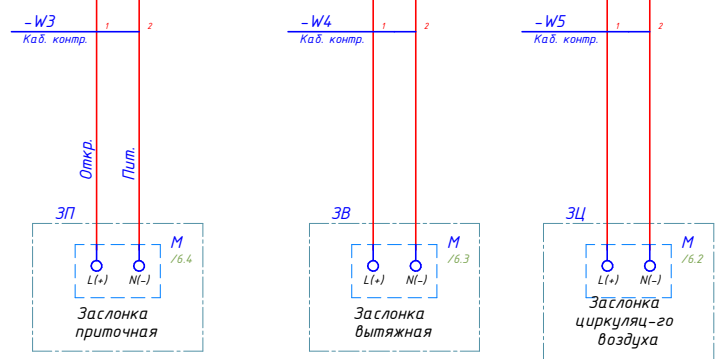 -W3 1 2
Каб. контр.
-W4 1 2
Каб. контр.
-W5 1 2
Каб. контр.
Откр.
Пит.
ЗП
М
/6.4
L(+) N(-)
Заслонка
приточная
ЗВ
М
/6.3
L(+) N(-)
Заслонка
вытяжная
ЗЦ
М
/6.2
L(+) N(-)
Заслонка
циркуляц-го
воздуха